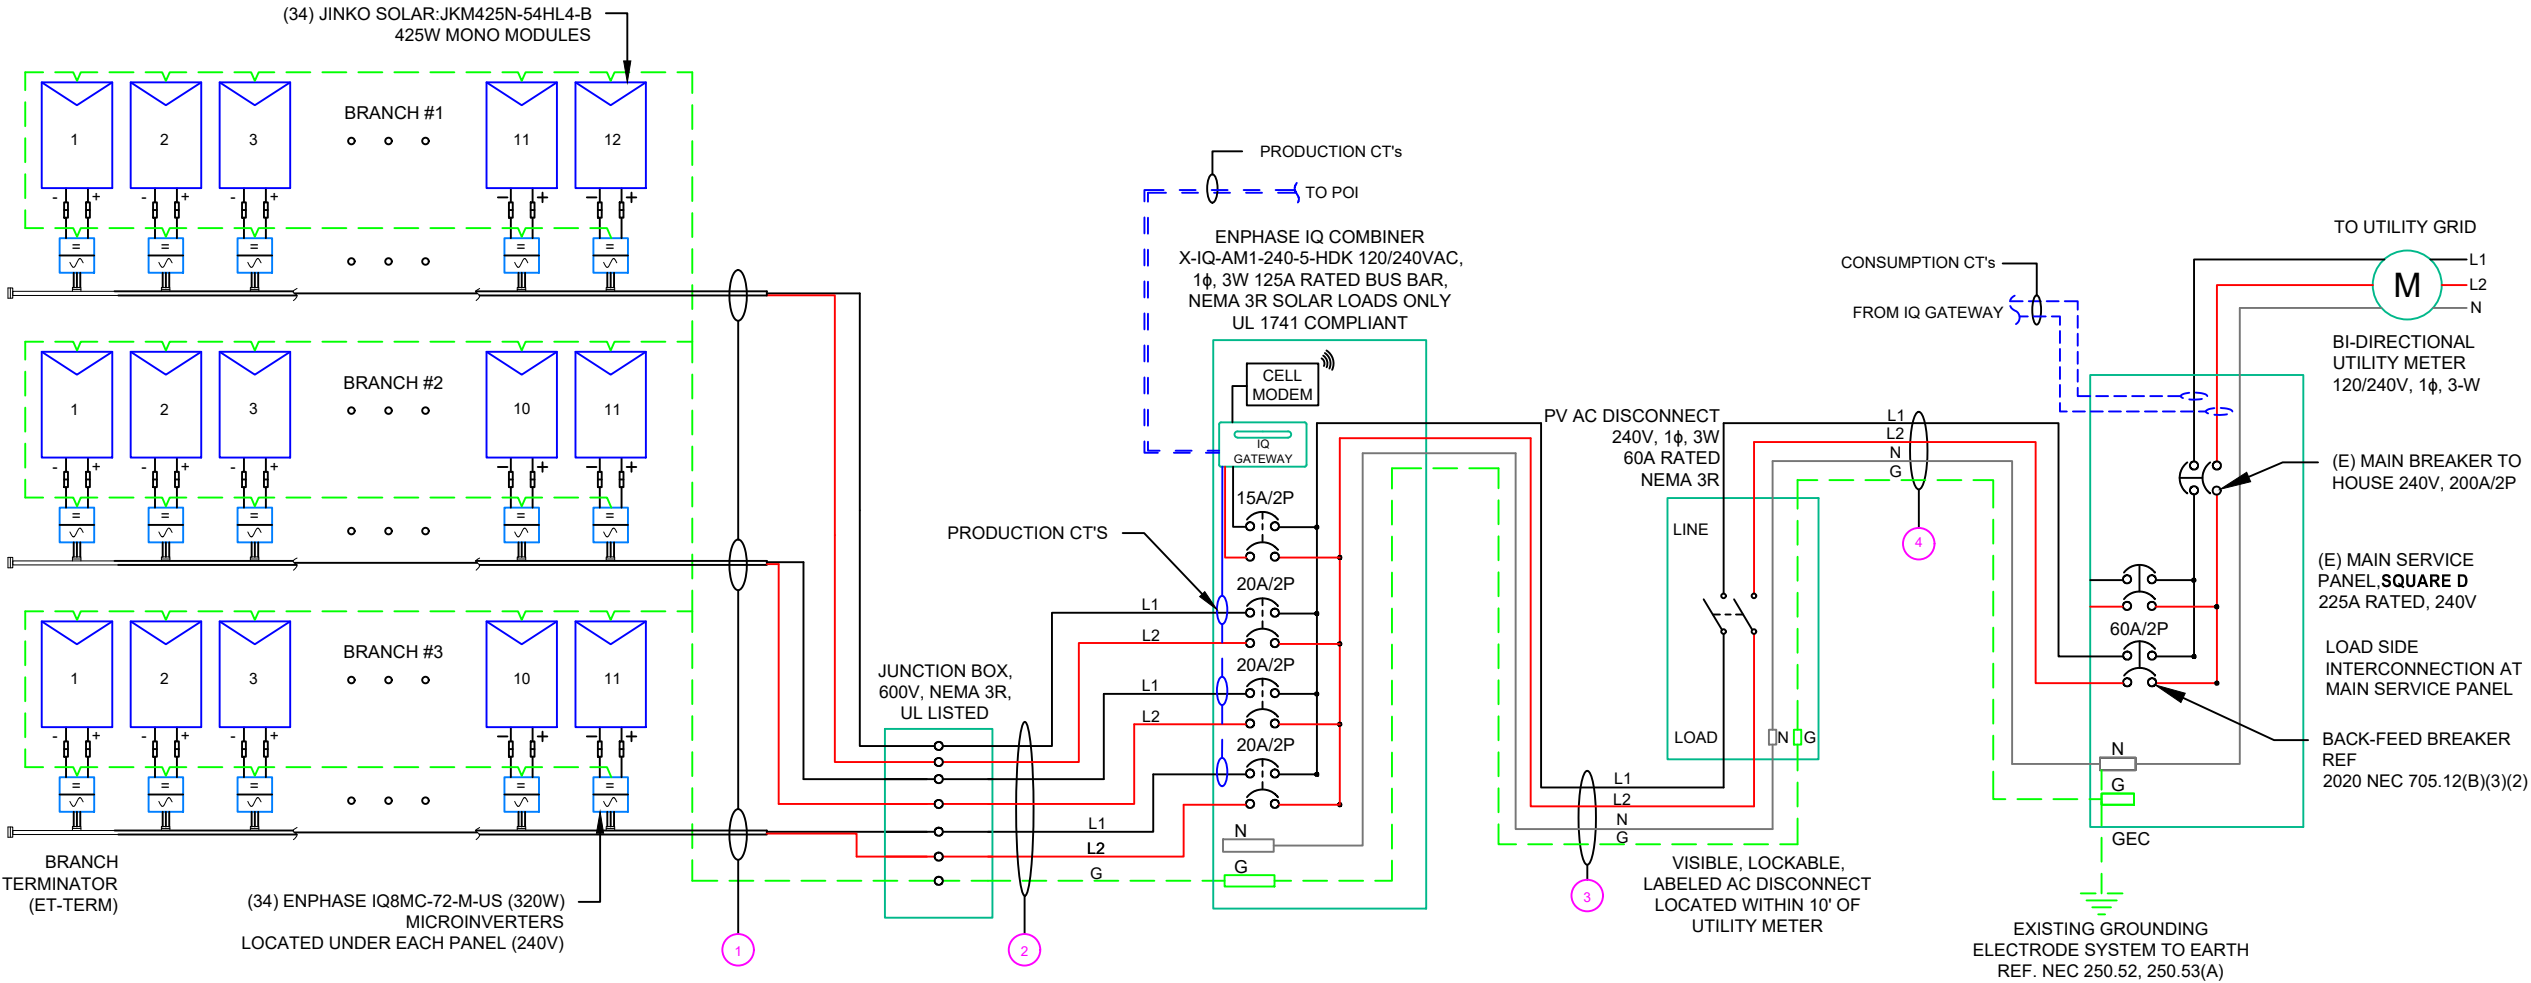 (34) JINKO SOLAR:JKM425N-54HL4-B
425W MONO MODULES
BRANCH #1
1
2
3
11
12
- +
- +
- +
− +
− +
BRANCH #2
1
2
3
10
11
- +
- +
- +
− +
− +
BRANCH #3
1
2
3
10
11
- +
- +
- +
− +
− +
BRANCH
TERMINATOR
(ET-TERM)
(34) ENPHASE IQ8MC-72-M-US (320W)
MICROINVERTERS
LOCATED UNDER EACH PANEL (240V)
1
JUNCTION BOX,
600V, NEMA 3R,
UL LISTED
2
L1
L2
L1
L2
L1
L2
G
PRODUCTION CT'S
PRODUCTION CT's
TO POI
ENPHASE IQ COMBINER
X-IQ-AM1-240-5-HDK 120/240VAC,
1ϕ, 3W 125A RATED BUS BAR,
NEMA 3R SOLAR LOADS ONLY
UL 1741 COMPLIANT
CELL
MODEM
IQ
GATEWAY
15A/2P
20A/2P
20A/2P
20A/2P
N
G
PV AC DISCONNECT
240V, 1ϕ, 3W
60A RATED
NEMA 3R
LINE
LOAD
N
G
L1
L2
N
G
3
VISIBLE, LOCKABLE,
LABELED AC DISCONNECT
LOCATED WITHIN 10' OF
UTILITY METER
L1
L2
N
G
4
CONSUMPTION CT's
FROM IQ GATEWAY
TO UTILITY GRID
M
L1
L2
N
BI-DIRECTIONAL
UTILITY METER
120/240V, 1ϕ, 3-W
(E) MAIN BREAKER TO
HOUSE 240V, 200A/2P
(E) MAIN SERVICE
PANEL,SQUARE D
225A RATED, 240V
60A/2P
LOAD SIDE
INTERCONNECTION AT
MAIN SERVICE PANEL
BACK-FEED BREAKER
REF
2020 NEC 705.12(B)(3)(2)
N
G
GEC
EXISTING GROUNDING
ELECTRODE SYSTEM TO EARTH
REF. NEC 250.52, 250.53(A)